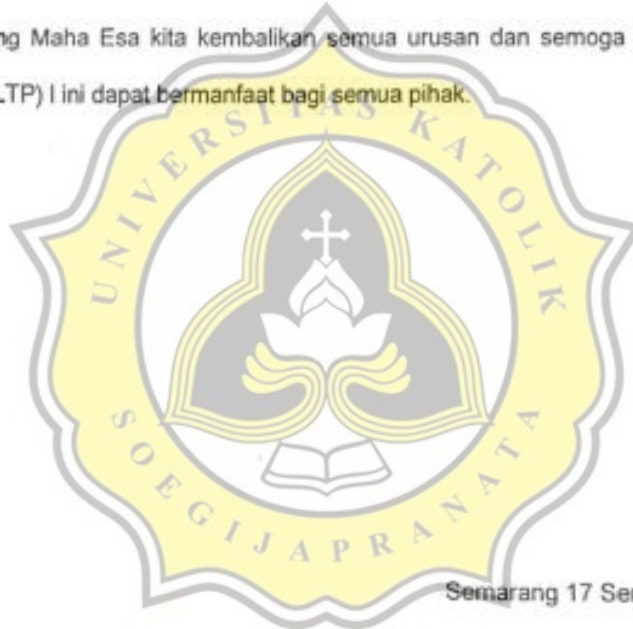 ng Maha Esa kita kembalikan semua urusan dan semoga
LTP) I ini dapat bermanfaat bagi semua pihak.
UNIVERSITAS KATOLIK
SOEGIJAPRANATA
Semarang 17 Se